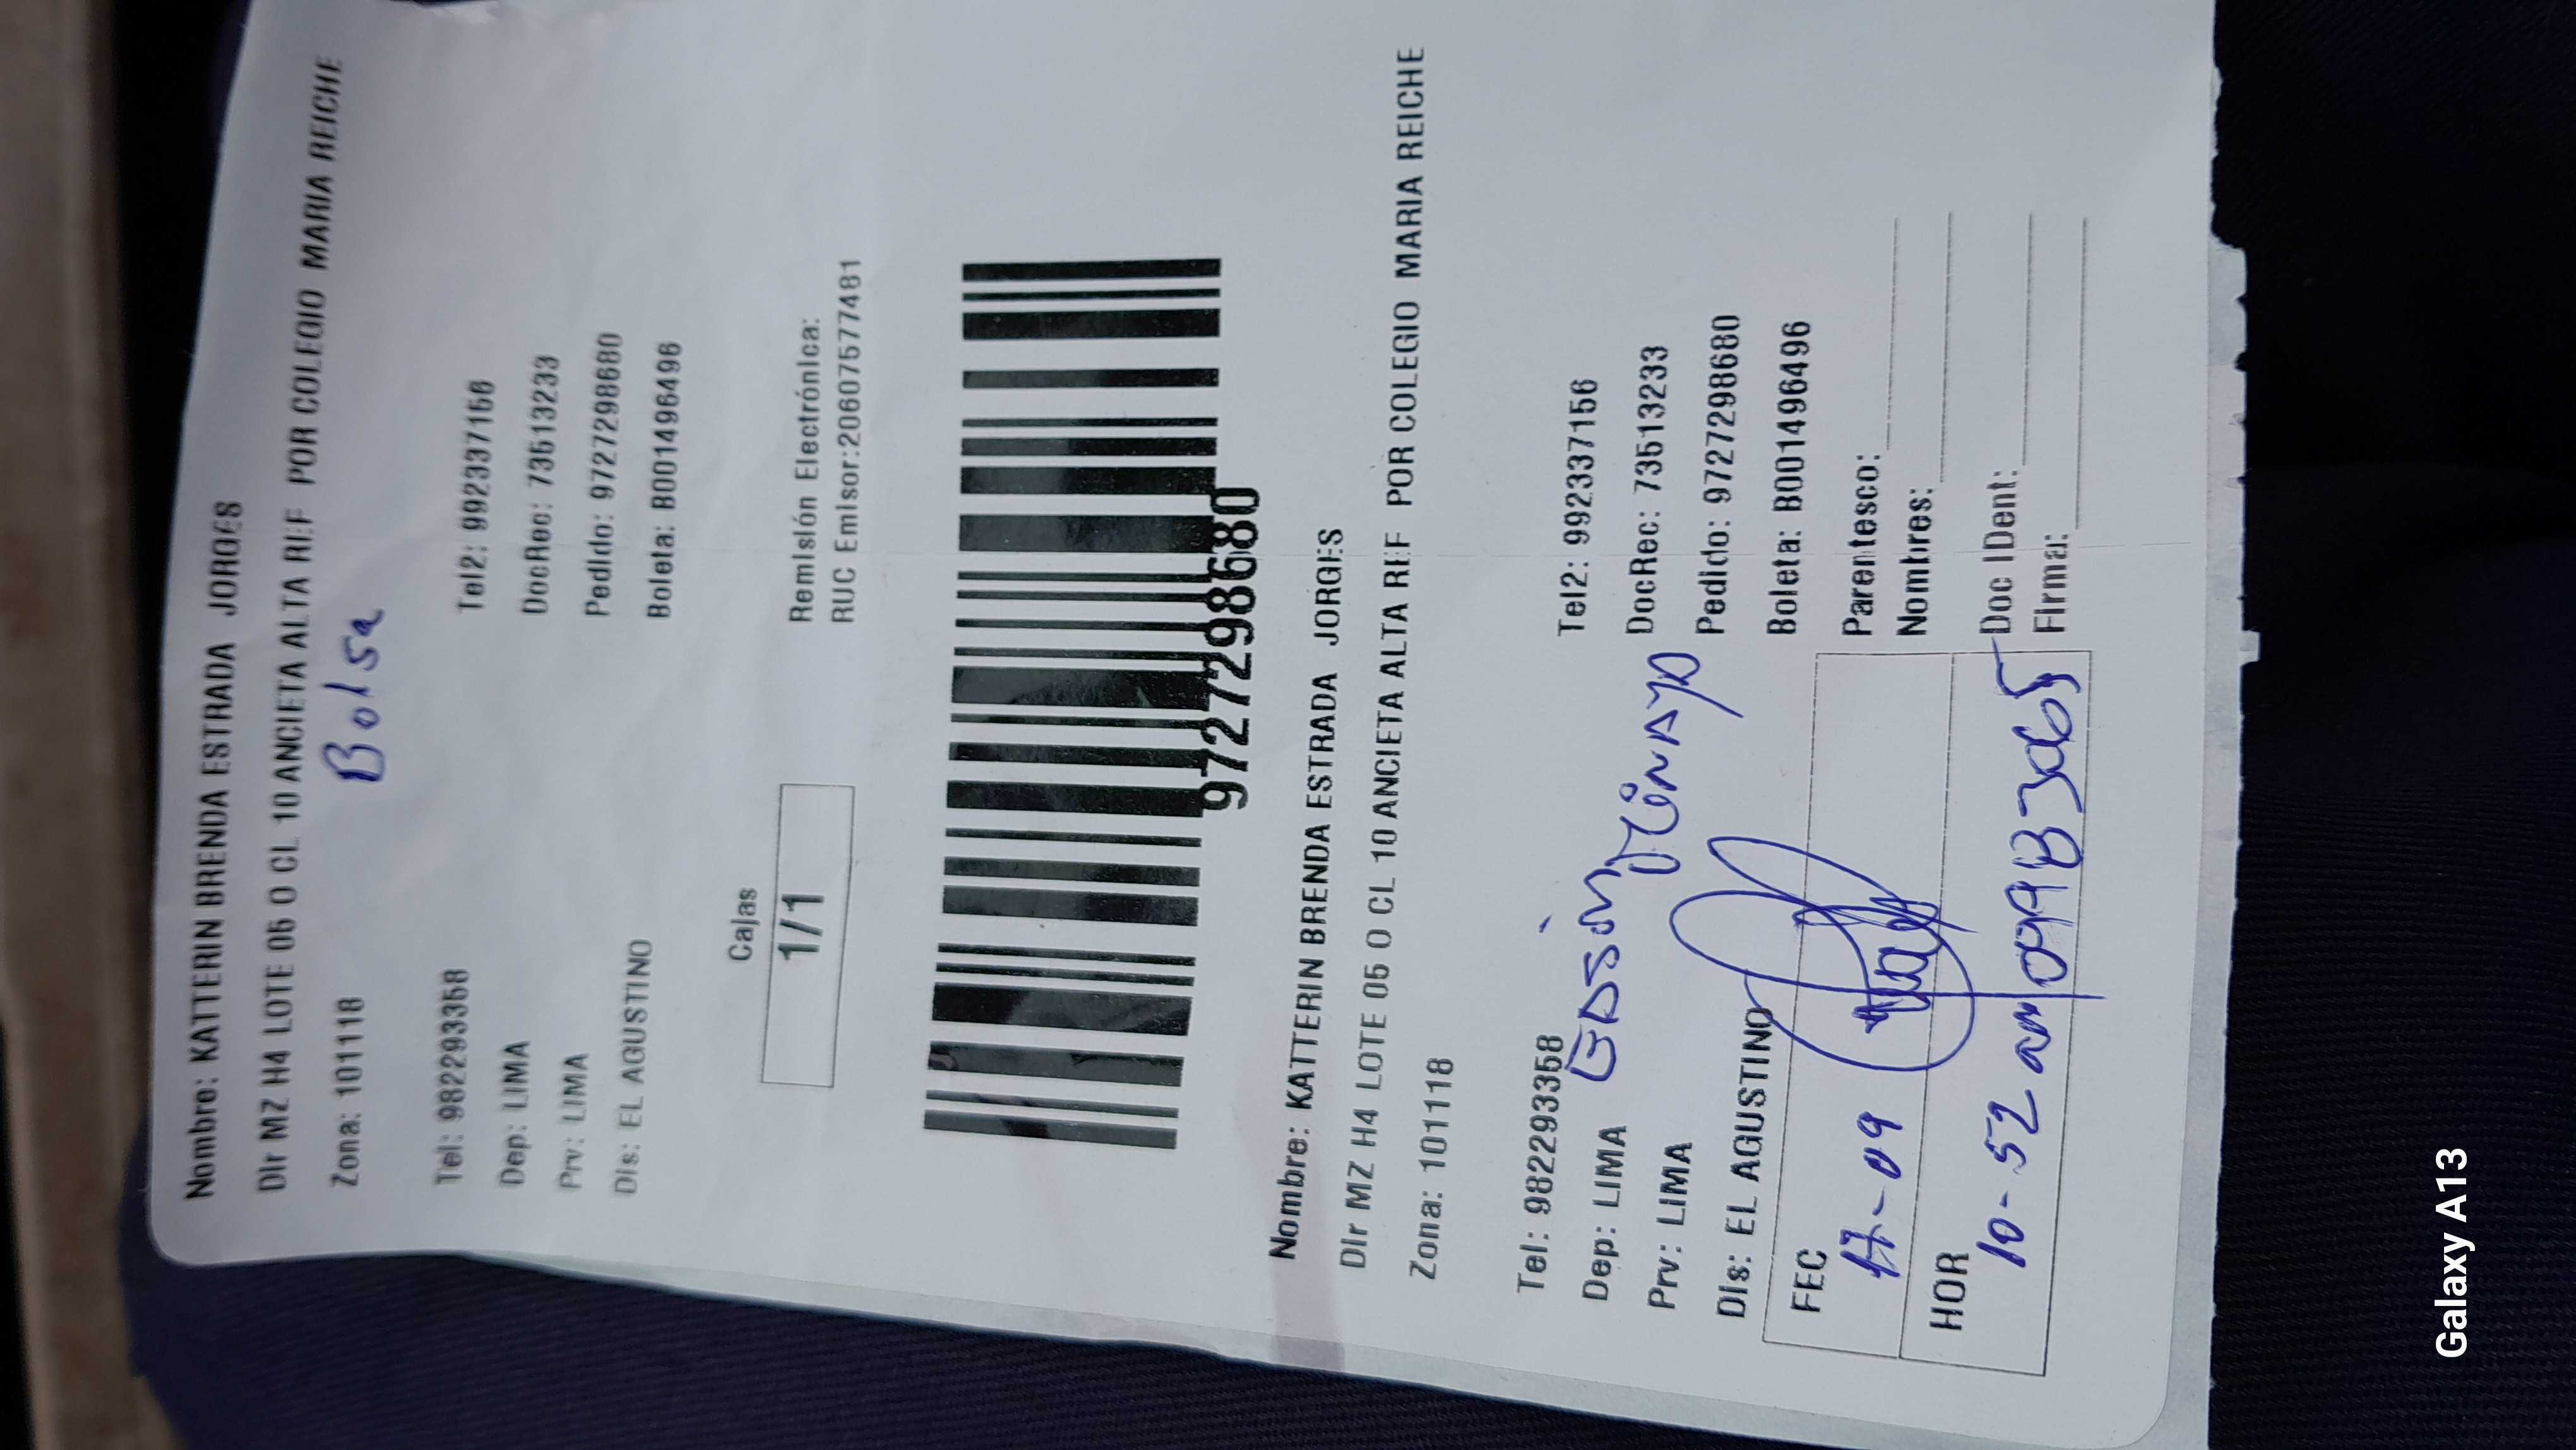 Nombre: KATTERIN BRENDA ESTRADA JORGES
DIr MZ H4 LOTE 05 O CL 10 ANCIETA ALTA REF POR COLEGIO MARIA REICHE
Zona: 101118
Bolsa
Tel: 982293358 Tel2: 992337156
Dep: LIMA DocRec: 73513233
Prv: LIMA Pedido: 972729868​0
Dis: EL AGUSTINO Boleta: B001496496
Cajas
1/1
Remisión Electrónica:
RUC Emisor:20607577481
9727298680
Nombre: KATTERIN BRENDA ESTRADA JORGES
DIr MZ H4 LOTE 05 O CL 10 ANCIETA ALTA REF POR COLEGIO MARIA REICHE
Zona: 101118
Tel: 982293358 Tel2: 992337156
Dep: LIMA DocRec: 73513233
Prv: LIMA Pedido: 9727298680
Dis: EL AGUSTINO Boleta: B001496496
FEC
17-09
Parentesco:
Nombres:
HOR
10-52 am
Doc IDent:
Firma:
Galaxy A13